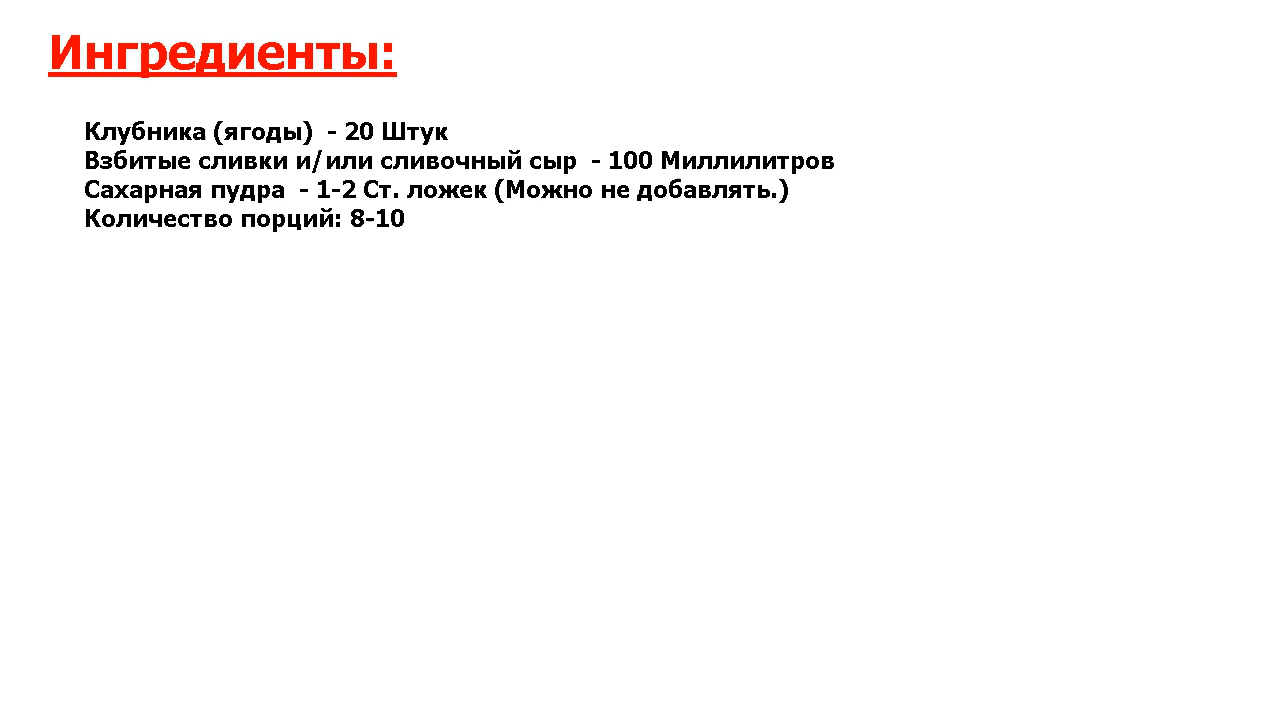 Ингредиенты:
Клубника (ягоды)  - 20 Штук
Взбитые сливки и/или сливочный сыр  - 100 Миллилитров
Сахарная пудра  - 1-2 Ст. ложек (Можно не добавлять.)
Количество порций: 8-10